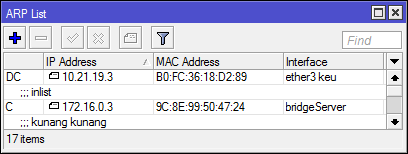 ARP List
Find
IP Address MAC Address Interface
DC 10.21.19.3 B0:FC:36:18:D2:89 ether3 keu
;;; inlist
C 172.16.0.3 9C:8E:99:50:47:24 bridgeServer
;;; kunang kunang
17 items